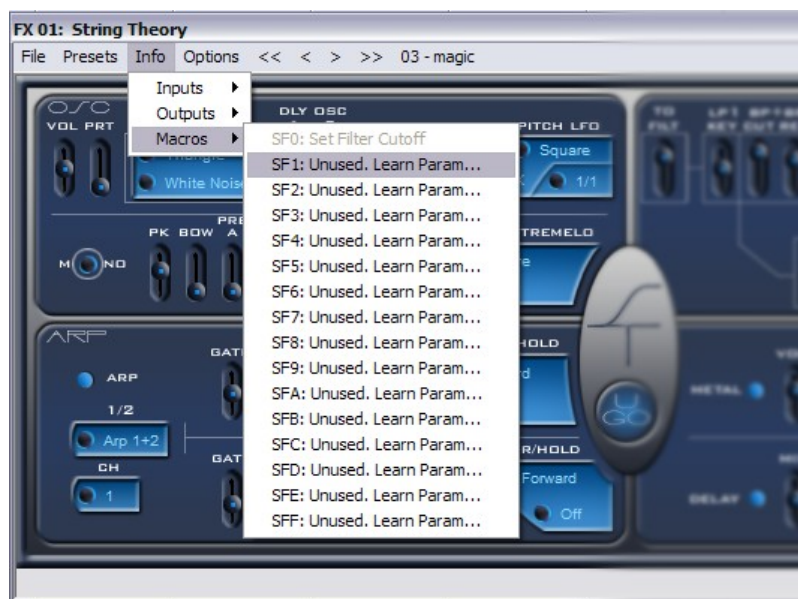 FX 01: String Theory
File Presets Info Options << < > >> 03 - magic
Inputs
Outputs
Macros
SF0: Set Filter Cutoff
SF1: Unused. Learn Param...
SF2: Unused. Learn Param...
SF3: Unused. Learn Param...
SF4: Unused. Learn Param...
SF5: Unused. Learn Param...
SF6: Unused. Learn Param...
SF7: Unused. Learn Param...
SF8: Unused. Learn Param...
SF9: Unused. Learn Param...
SFA: Unused. Learn Param...
SFB: Unused. Learn Param...
SFC: Unused. Learn Param...
SFD: Unused. Learn Param...
SFE: Unused. Learn Param...
SFF: Unused. Learn Param...
OSC
VOL PRT
DLY OSC
PITCH LFO
Triangle
Square
White Noise
1/1
PK BOW
TREMELO
MONO
ARP
GATE
HOLD
ARP
1/2
Arp 1+2
GATE
R/HOLD
CH
Forward
1
Off
UGO
TO FILT
METAL
DELAY